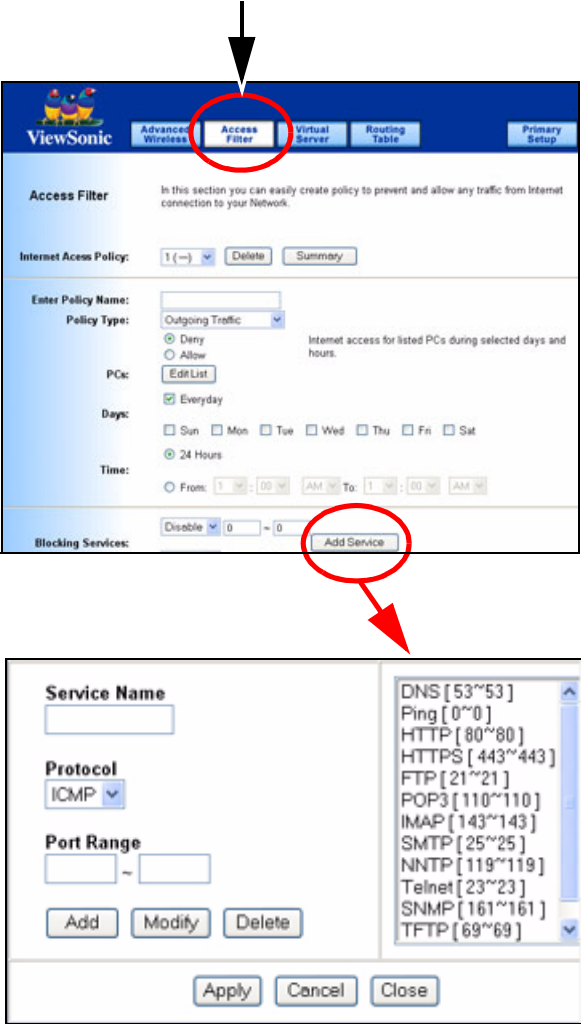 ViewSonic
Advanced Wireless
Access Filter
Virtual Server
Routing Table
Primary Setup
Access Filter
In this section you can easily create policy to prevent and allow any traffic from Internet
connection to your Network.
Internet Acess Policy: 1 (—) Delete Summary
Enter Policy Name:
Policy Type: Outgoing Traffic
Deny
Allow
Internet access for listed PCs during selected days and
hours.
PCs: Edit List
Days: Everyday
Sun Mon Tue Wed Thu Fri Sat
Time: 24 Hours
From: 1 : 00 AM To: 1 : 00 AM
Blocking Services: Disable 0 ~ 0 Add Service
Service Name
Protocol
ICMP
Port Range
~
Add Modify Delete
DNS [ 53~53 ]
Ping [ 0~0 ]
HTTP [ 80~80 ]
HTTPS [ 443~443 ]
FTP [ 21~21 ]
POP3 [ 110~110 ]
IMAP [ 143~143 ]
SMTP [ 25~25 ]
NNTP [ 119~119 ]
Telnet [ 23~23 ]
SNMP [ 161~161 ]
TFTP [ 69~69 ]
Apply Cancel Close